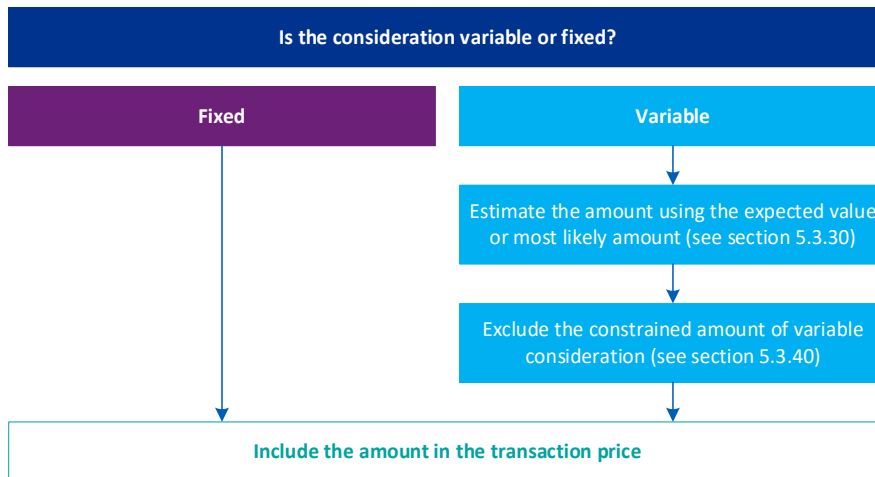 Is the consideration variable or fixed?
Fixed
Variable
Estimate the amount using the expected value
or most likely amount (see section 5.3.30)
Exclude the constrained amount of variable
consideration (see section 5.3.40)
Include the amount in the transaction price